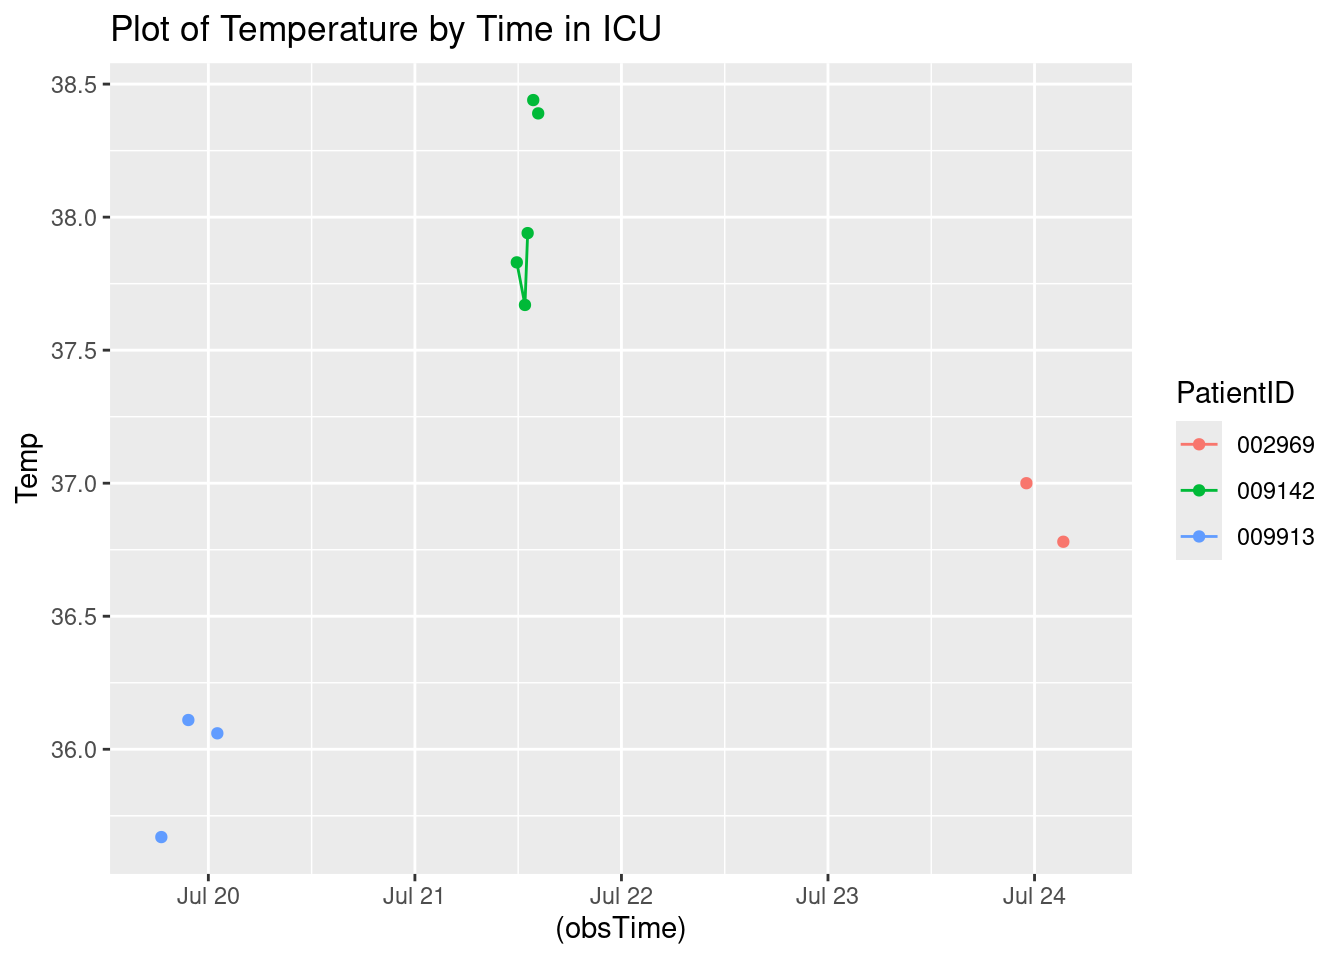 Plot of Temperature by Time in ICU
38.5
38.0
37.5
37.0
36.5
36.0
Temp
Jul 20
Jul 21
Jul 22
Jul 23
Jul 24
(obsTime)
PatientID
002969
009142
009913